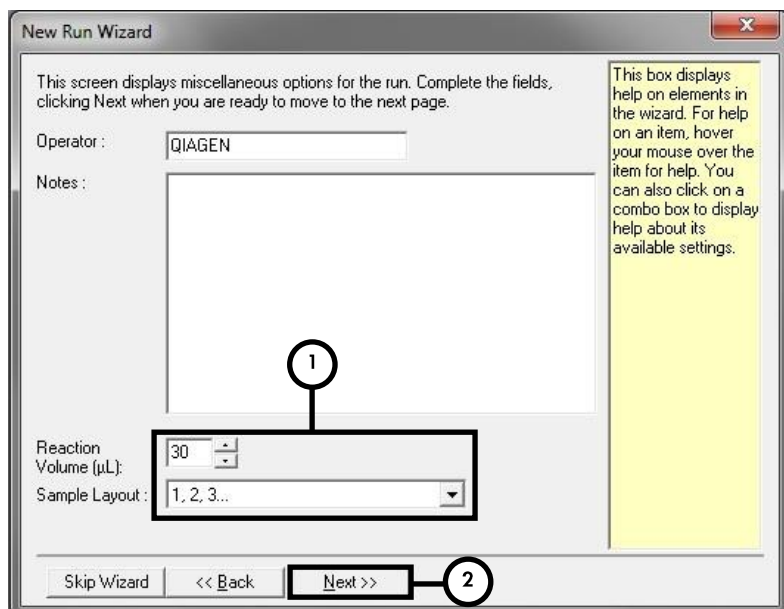 New Run Wizard
This screen displays miscellaneous options for the run. Complete the fields,
clicking Next when you are ready to move to the next page.
Operator :
QIAGEN
Notes :
This box displays
help on elements in
the wizard. For help
on an item, hover
your mouse over the
item for help. You
can also click on a
combo box to display
help about its
available settings.
1
Reaction
Volume (µL):
30
Sample Layout :
1, 2, 3...
Skip Wizard
<< Back
Next >>
2